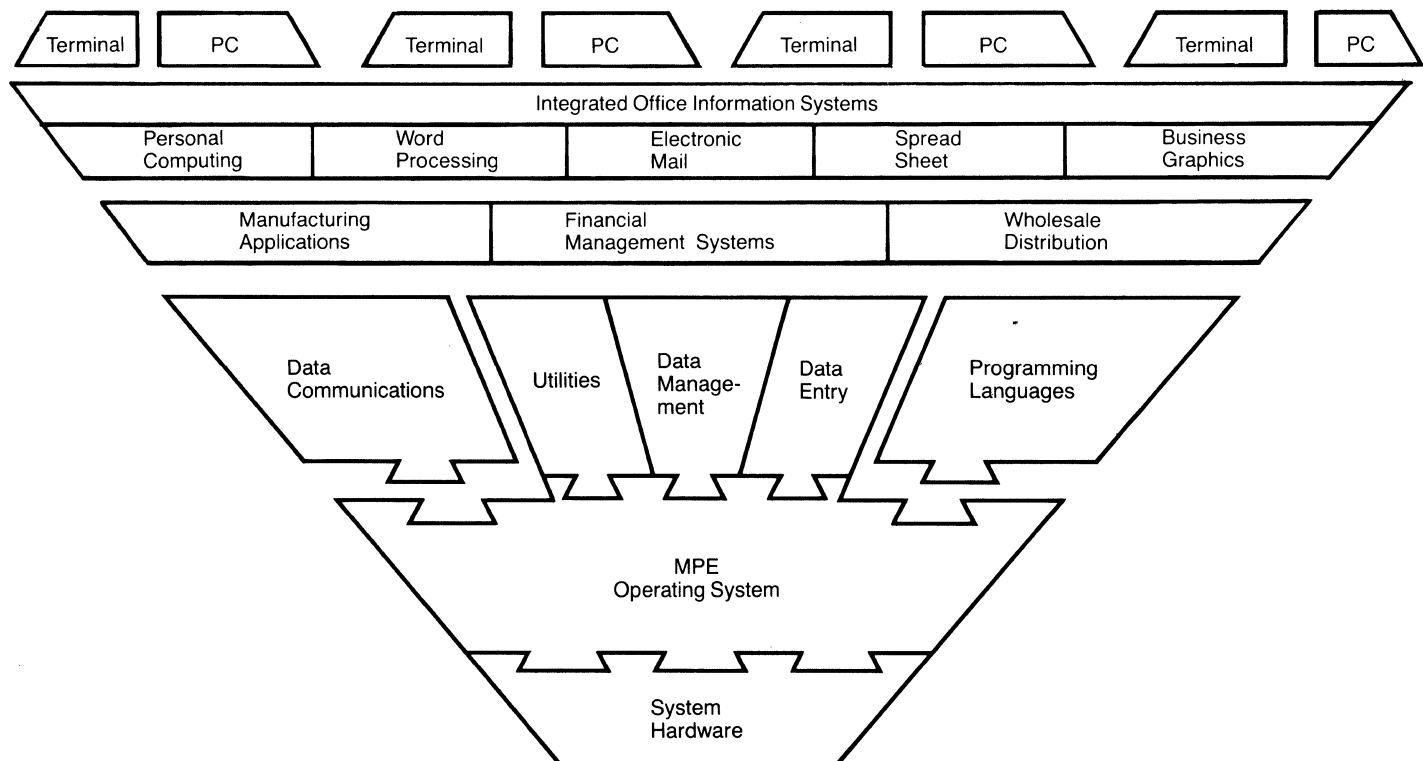 Terminal
PC
Terminal
PC
Terminal
PC
Terminal
PC
Integrated Office Information Systems
Personal
Computing
Word
Processing
Electronic
Mail
Spread
Sheet
Business
Graphics
Manufacturing
Applications
Financial
Management Systems
Wholesale
Distribution
Data
Communications
Utilities
Data
Manage-
ment
Data
Entry
Programming
Languages
MPE
Operating System
System
Hardware